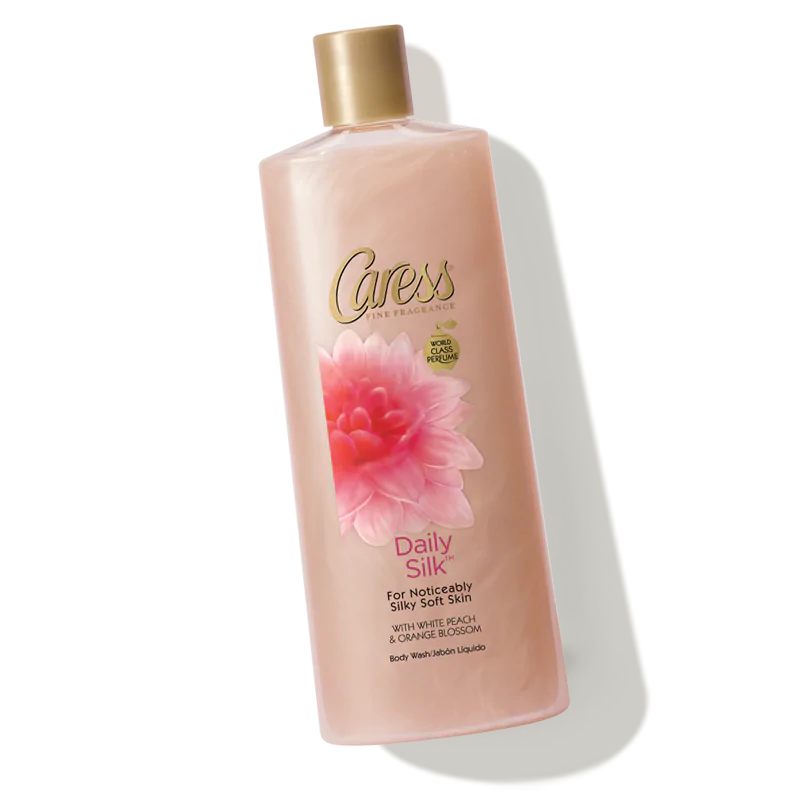 Caress®
FINE FRAGRANCE
WORLD
CLASS
PERFUME
Daily
Silk™
For Noticeably
Silky Soft Skin
WITH WHITE PEACH
& ORANGE BLOSSOM
Body Wash/Jabón Líquido